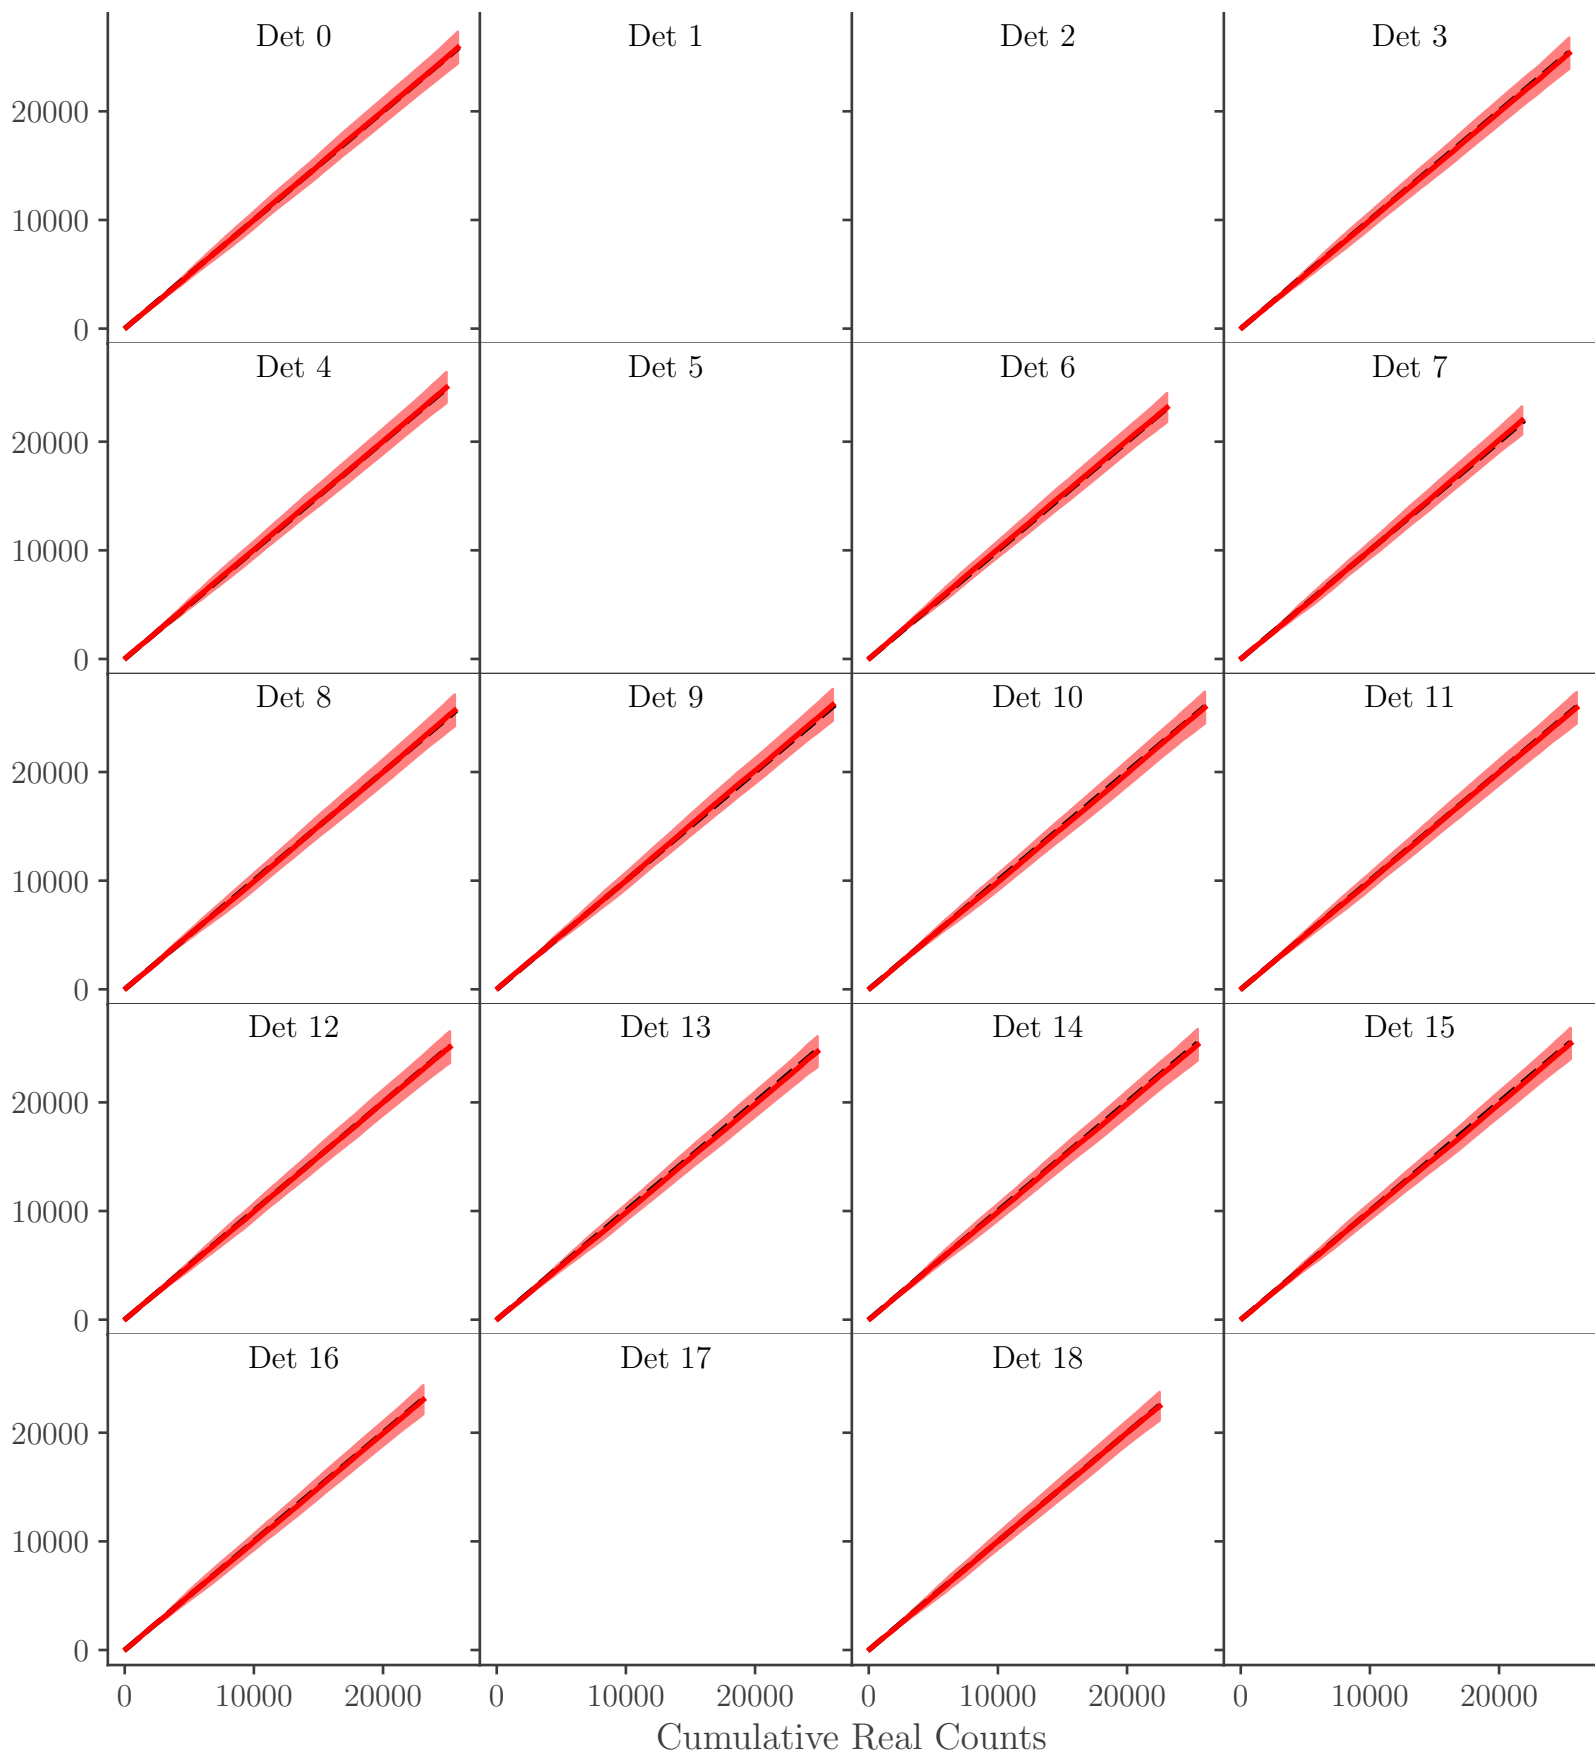 Det 0 Det 1 Det 2 Det 3
20000
10000
0
Det 4 Det 5 Det 6 Det 7
20000
10000
0
Det 8 Det 9 Det 10 Det 11
20000
10000
0
Det 12 Det 13 Det 14 Det 15
20000
10000
0
Det 16 Det 17 Det 18
20000
10000
0
0 10000 20000 0 10000 20000 0 10000 20000 0 10000 20000
Cumulative Real Counts